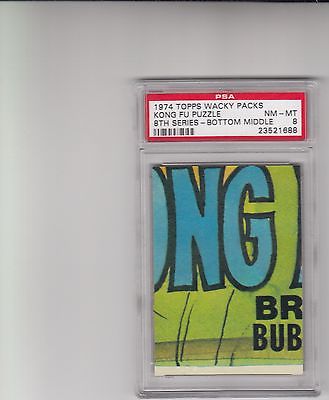 PSA
1974 TOPPS WACKY PACKS
KONG FU PUZZLE NM-MT
8TH SERIES-BOTTOM MIDDLE 8
23521688
ONG
BR
BUB